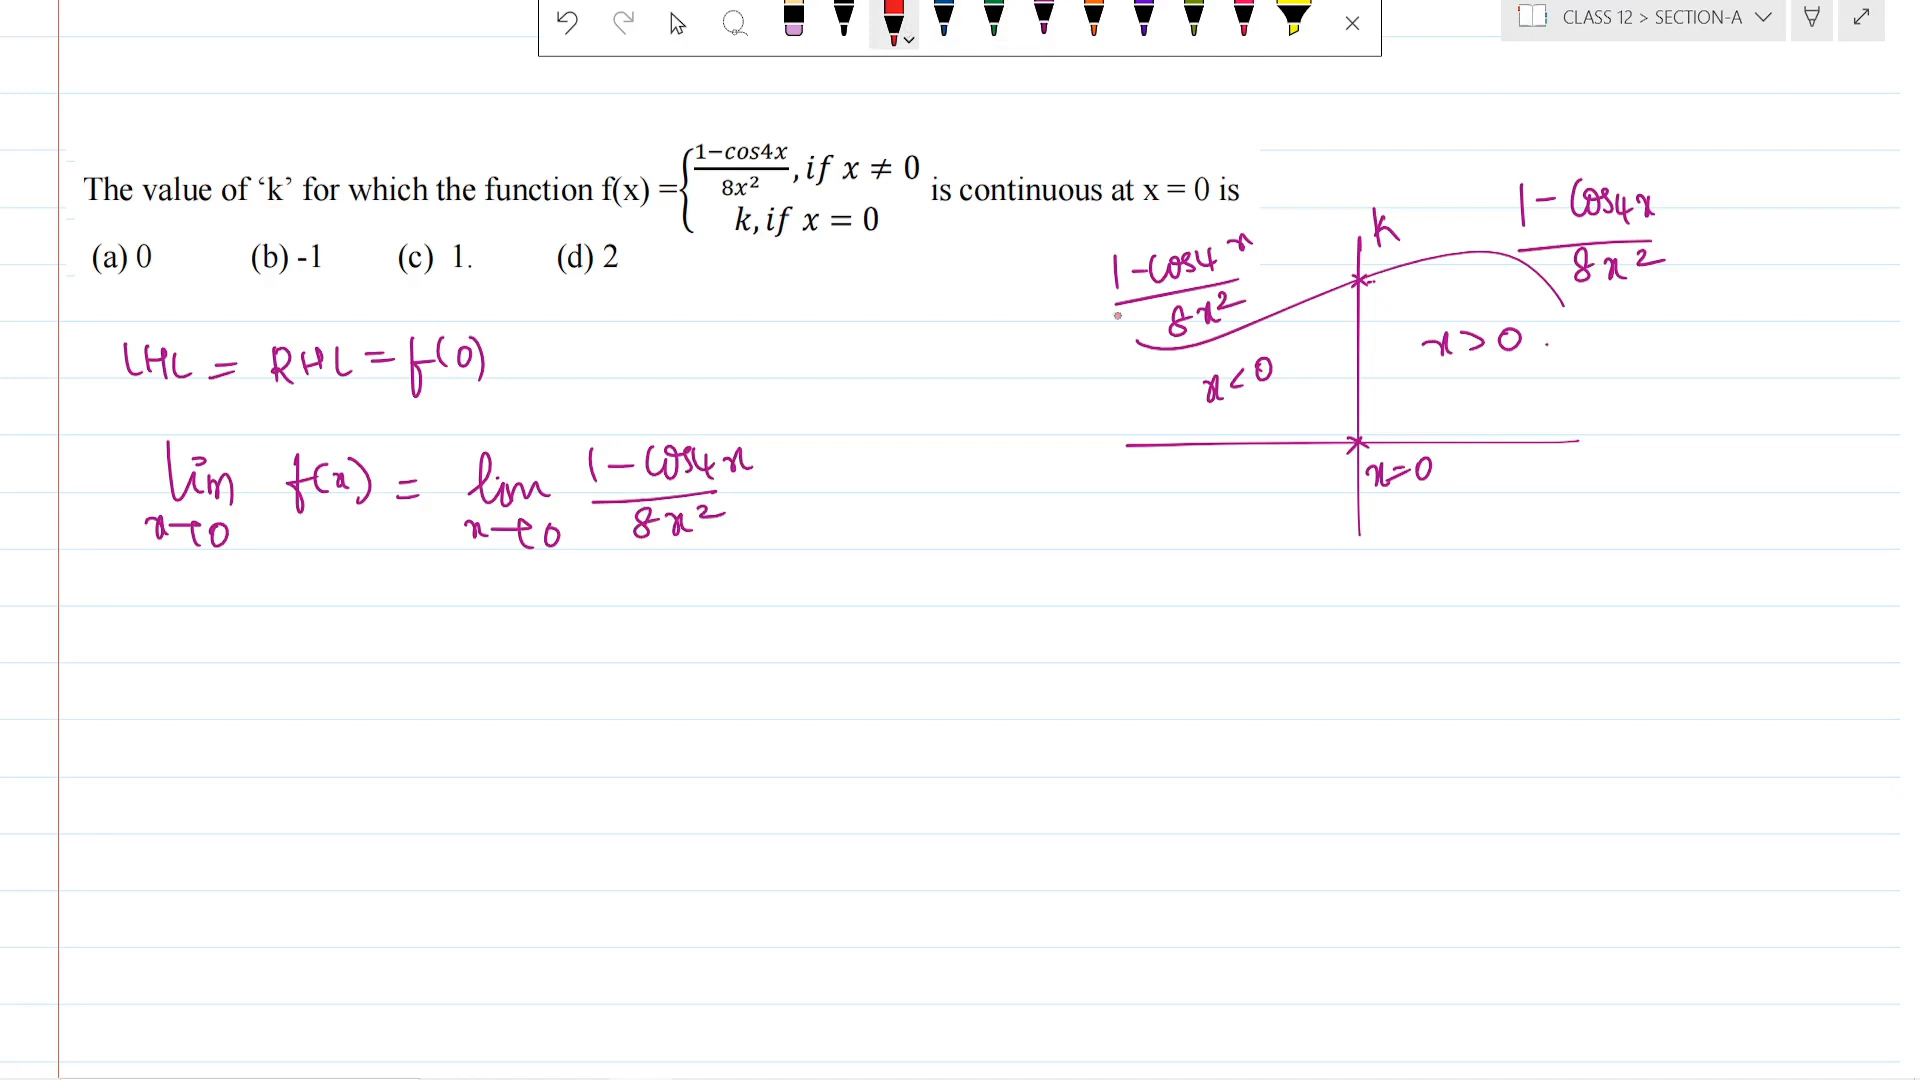 CLASS 12 > SECTION-A
The value of ‘k’ for which the function f(x) = { 1−cos4x / 8x², if x ≠ 0 is continuous at x = 0 is
k, if x = 0
(a) 0 (b) -1 (c) 1. (d) 2
LHL = RHL = f(0)
lim x→0 f(x) = lim x→0 1 - cos4x / 8x²
k
1 - cos4x / 8x²
1 - cos4x / 8x²
x < 0
x > 0 .
x = 0